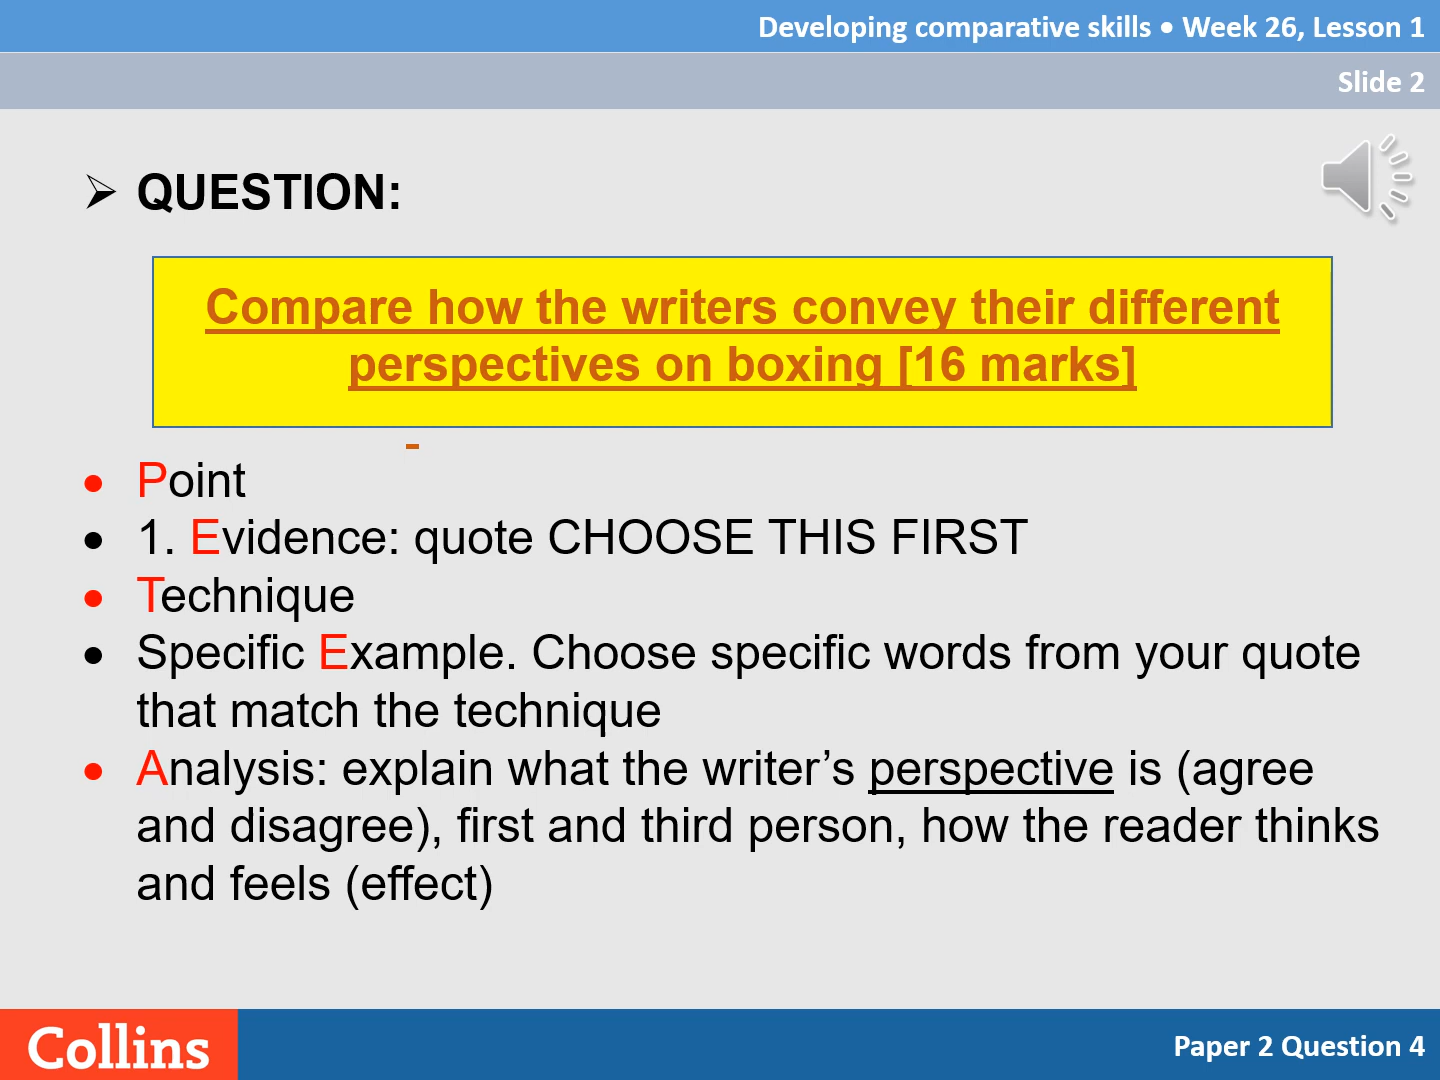 Developing comparative skills • Week 26, Lesson 1
Slide 2
➢ QUESTION:
Compare how the writers convey their different
perspectives on boxing [16 marks]
• Point
• 1. Evidence: quote CHOOSE THIS FIRST
• Technique
• Specific Example. Choose specific words from your quote
that match the technique
• Analysis: explain what the writer’s perspective is (agree
and disagree), first and third person, how the reader thinks
and feels (effect)
Collins
Paper 2 Question 4